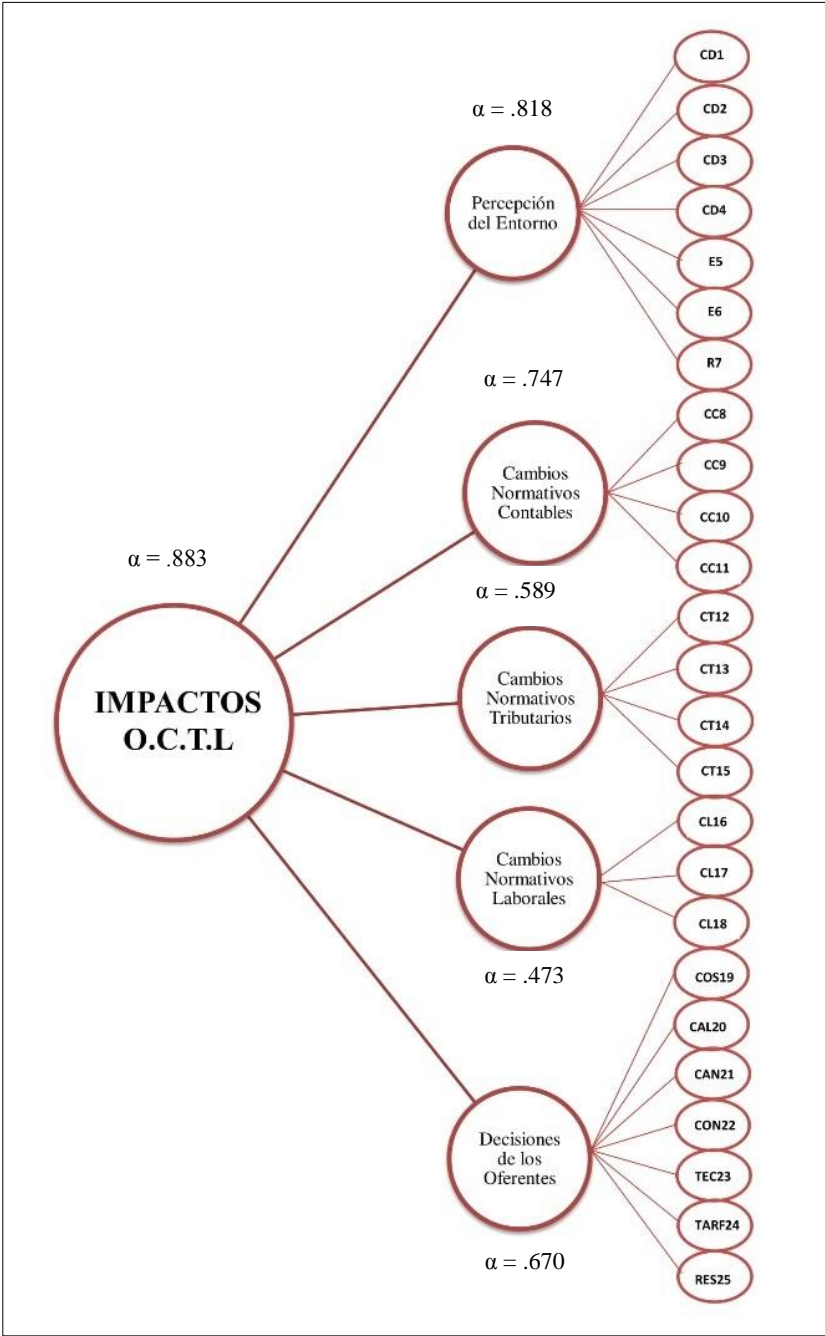 CD1
α = .818
CD2
CD3
Percepción
del Entorno
CD4
E5
E6
R7
α = .747
CC8
CC9
Cambios
Normativos
Contables
CC10
α = .883
CC11
α = .589
CT12
CT13
IMPACTOS
O.C.T.L
Cambios
Normativos
Tributarios
CT14
CT15
CL16
Cambios
Normativos
Laborales
CL17
CL18
α = .473
COS19
CAL20
CAN21
CON22
Decisiones
de los
Oferentes
TEC23
TARF24
α = .670
RES25